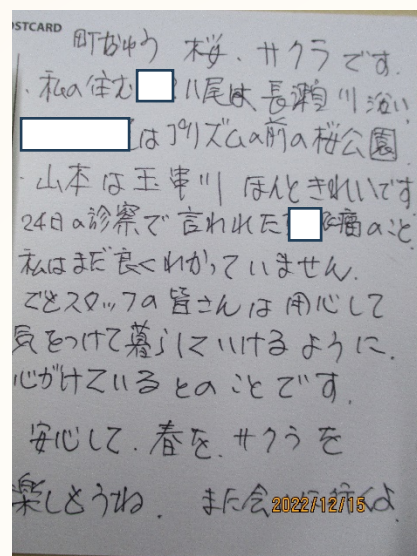 POSTCARD
町がゆう 桜、サクラです。
・私の住む 八尾は、長瀬川沿い、
はプリズムの前の桜公園
・山本は玉串川 ほんときれいです
24日の診察で言われた 痛のこと
私はまだ良くわかっていません。
でもスタッフの皆さんは用心して
気をつけて暮らしていけるように、
心がけているとのことです。
安心して、春を、サクラを
楽しもうね。 また会
2022/12/15